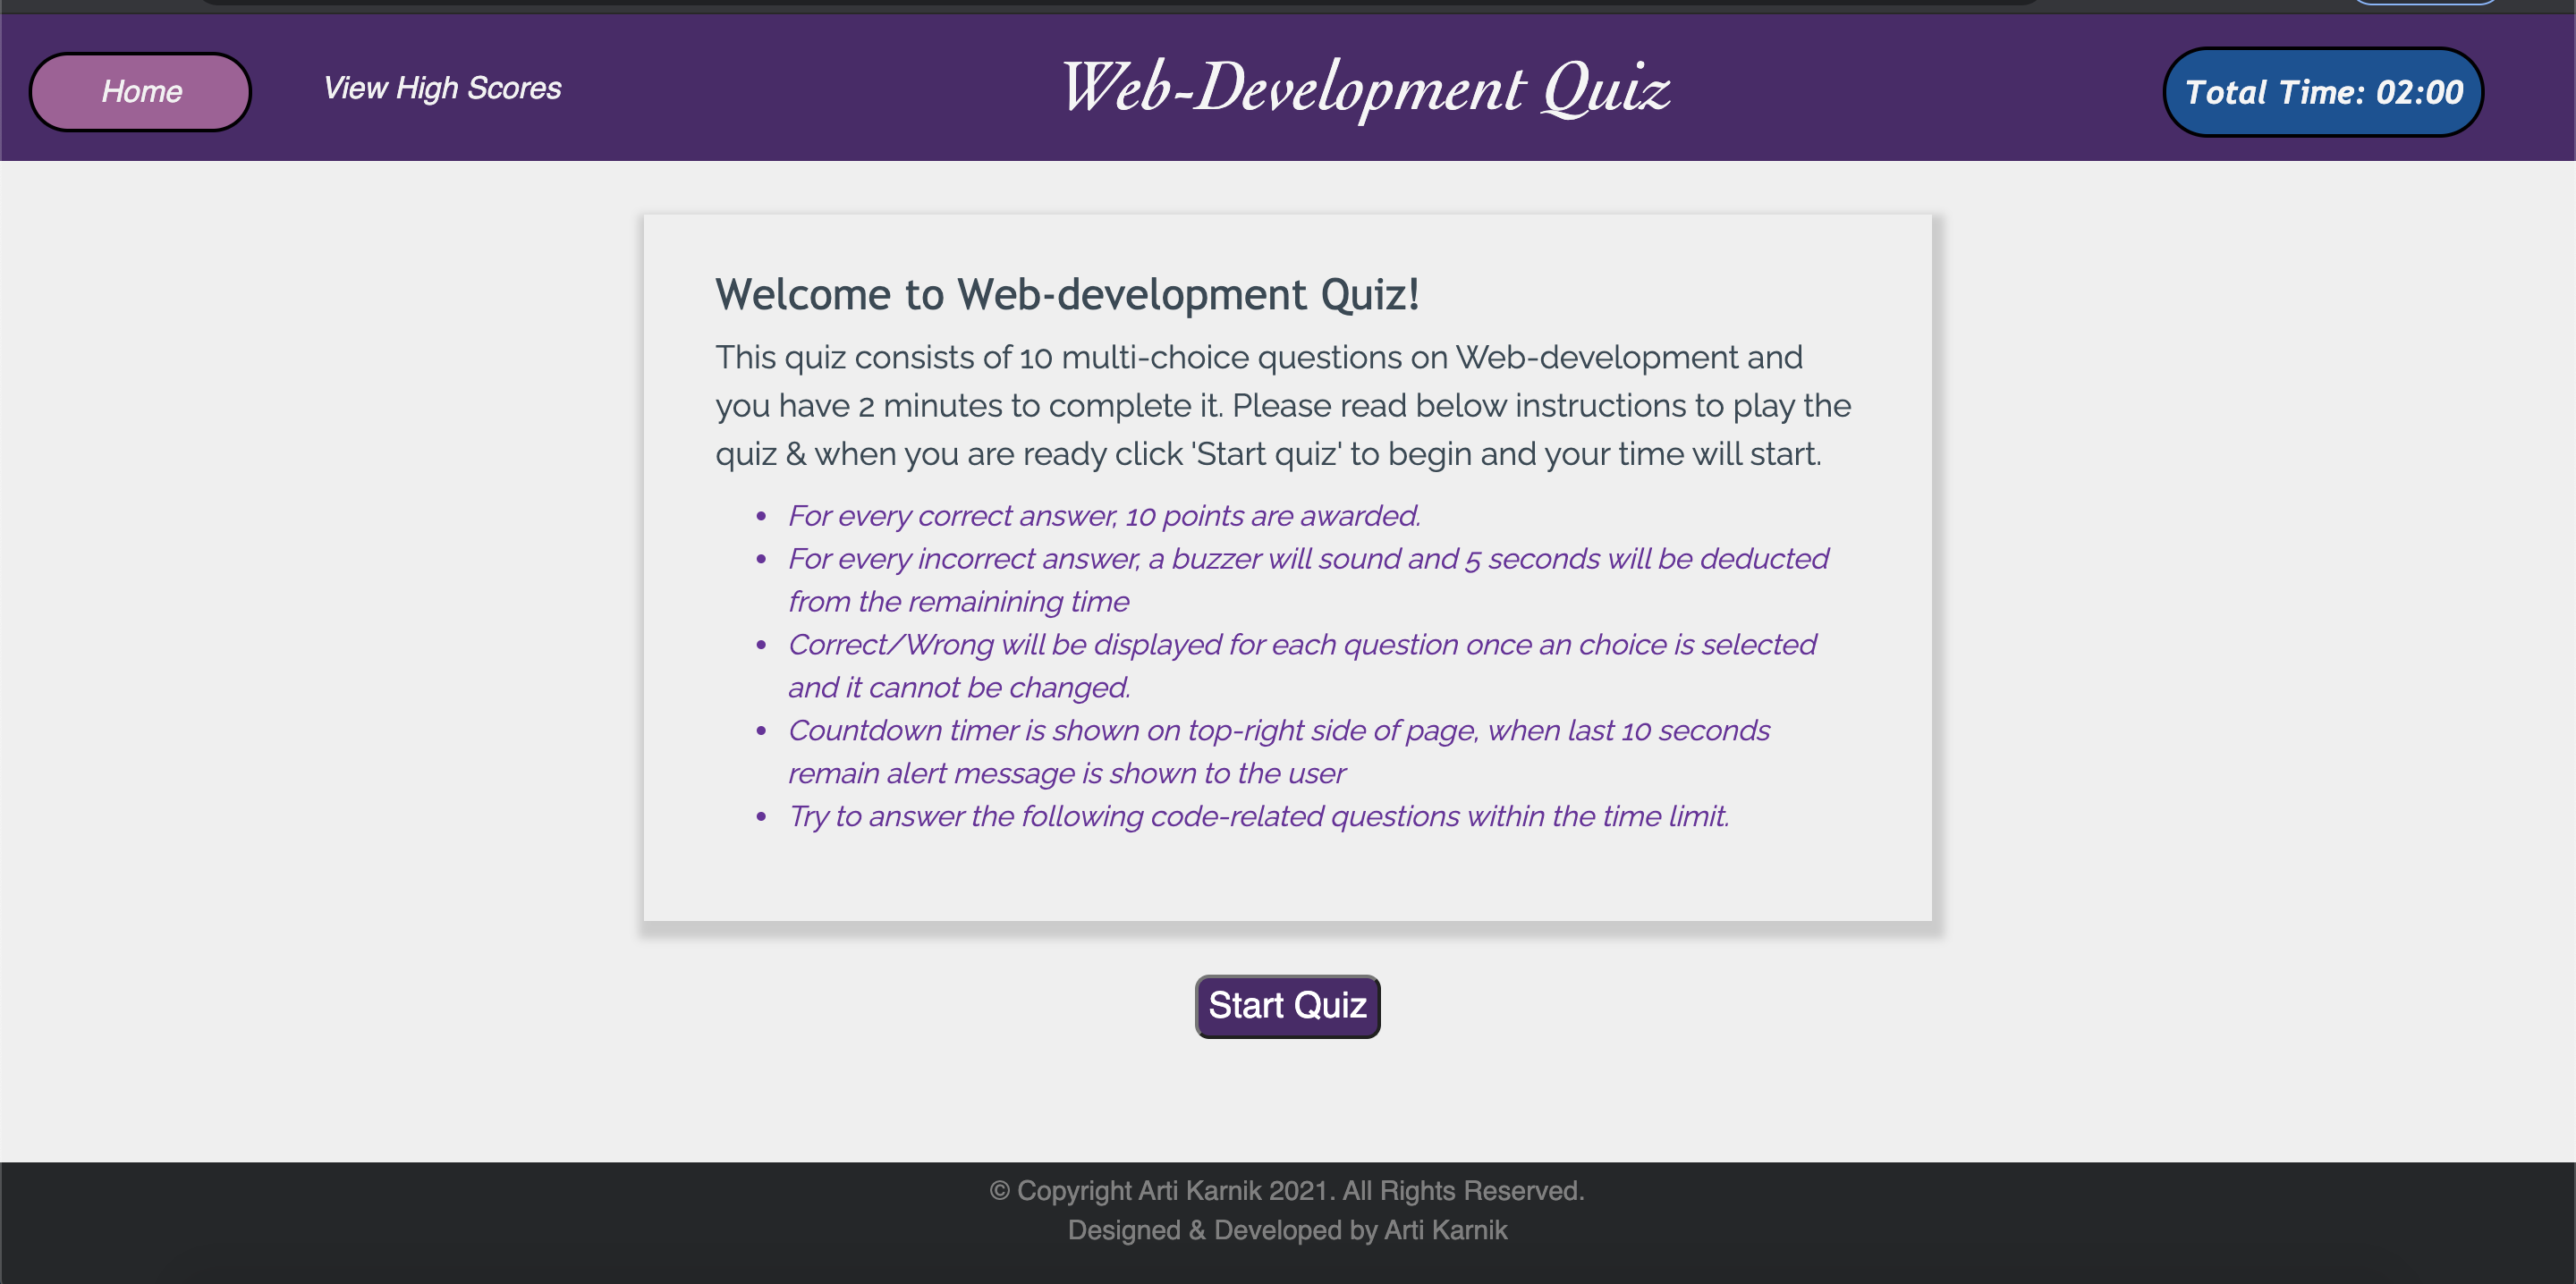 Home
View High Scores
Web-Development Quiz
Total Time: 02:00
Welcome to Web-development Quiz!
This quiz consists of 10 multi-choice questions on Web-development and
you have 2 minutes to complete it. Please read below instructions to play the
quiz & when you are ready click 'Start quiz' to begin and your time will start.
• For every correct answer, 10 points are awarded.
• For every incorrect answer, a buzzer will sound and 5 seconds will be deducted
from the remainining time
• Correct/Wrong will be displayed for each question once an choice is selected
and it cannot be changed.
• Countdown timer is shown on top-right side of page, when last 10 seconds
remain alert message is shown to the user
• Try to answer the following code-related questions within the time limit.
Start Quiz
© Copyright Arti Karnik 2021. All Rights Reserved.
Designed & Developed by Arti Karnik